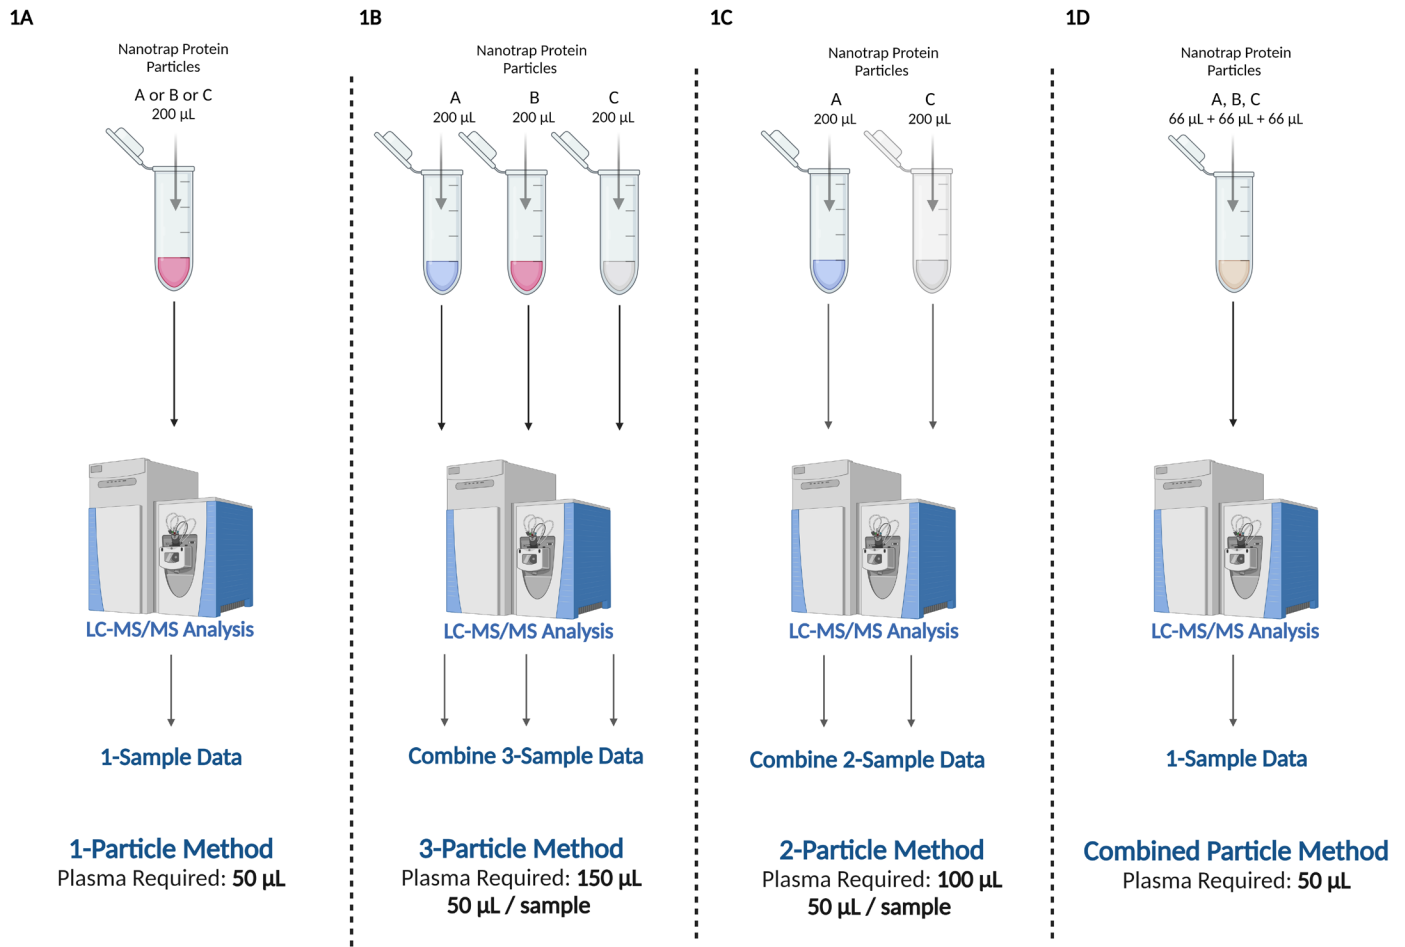 1A
Nanotrap Protein
Particles
A or B or C
200 µL
LC-MS/MS Analysis
1-Sample Data
1-Particle Method
Plasma Required: 50 µL
1B
Nanotrap Protein
Particles
A B C
200 µL 200 µL 200 µL
LC-MS/MS Analysis
Combine 3-Sample Data
3-Particle Method
Plasma Required: 150 µL
50 µL / sample
1C
Nanotrap Protein
Particles
A C
200 µL 200 µL
LC-MS/MS Analysis
Combine 2-Sample Data
2-Particle Method
Plasma Required: 100 µL
50 µL / sample
1D
Nanotrap Protein
Particles
A, B, C
66 µL + 66 µL + 66 µL
LC-MS/MS Analysis
1-Sample Data
Combined Particle Method
Plasma Required: 50 µL